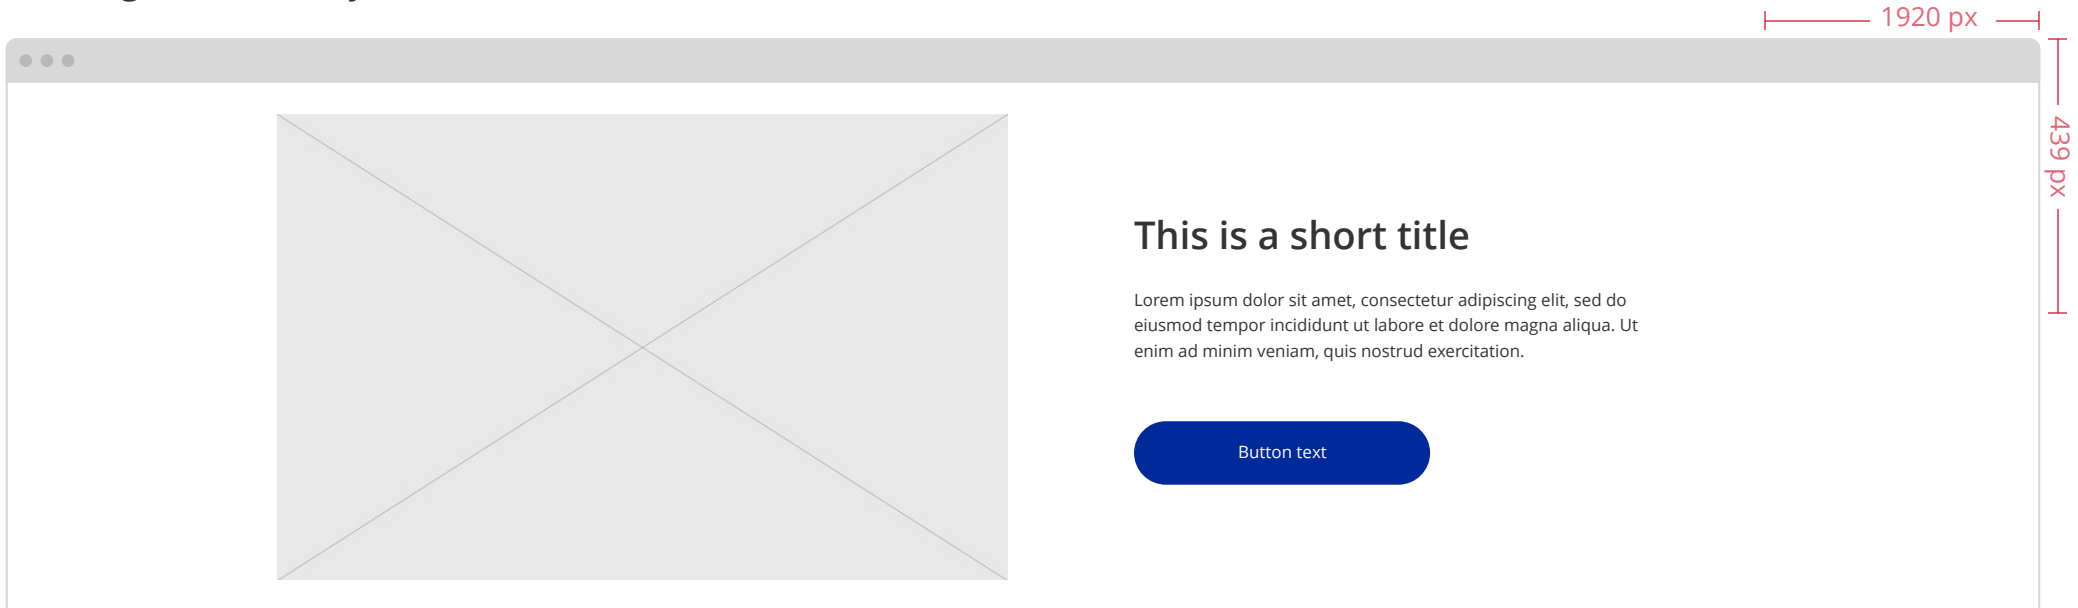 1920 px
439 px
This is a short title
Lorem ipsum dolor sit amet, consectetur adipiscing elit, sed do
eiusmod tempor incididunt ut labore et dolore magna aliqua. Ut
enim ad minim veniam, quis nostrud exercitation.
Button text